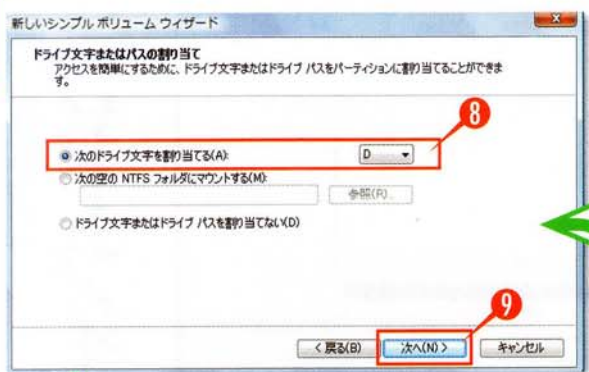 新しいシンプル ボリューム ウィザード
ドライブ文字またはパスの割り当て
アクセスを簡単にするために、ドライブ文字またはドライブ パスをパーティションに割り当てることができま
す。
8
次のドライブ文字を割り当てる(A):
D
次の空の NTFS フォルダにマウントする(M):
参照(R)...
ドライブ文字またはドライブ パスを割り当てない(D)
9
< 戻る(B)
次へ(N) >
キャンセル